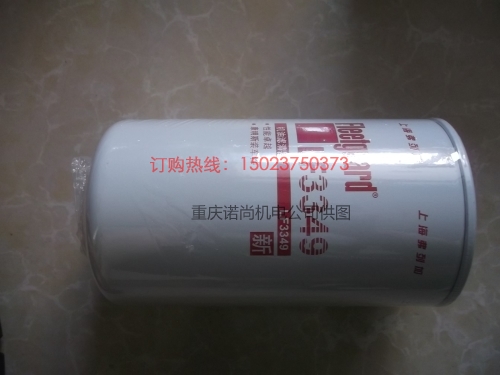 订购热线：15023750373
重庆诺尚机电公司供图
Fleetguard®
LF3349
LF3349
新
上海弗列加
上海弗列加